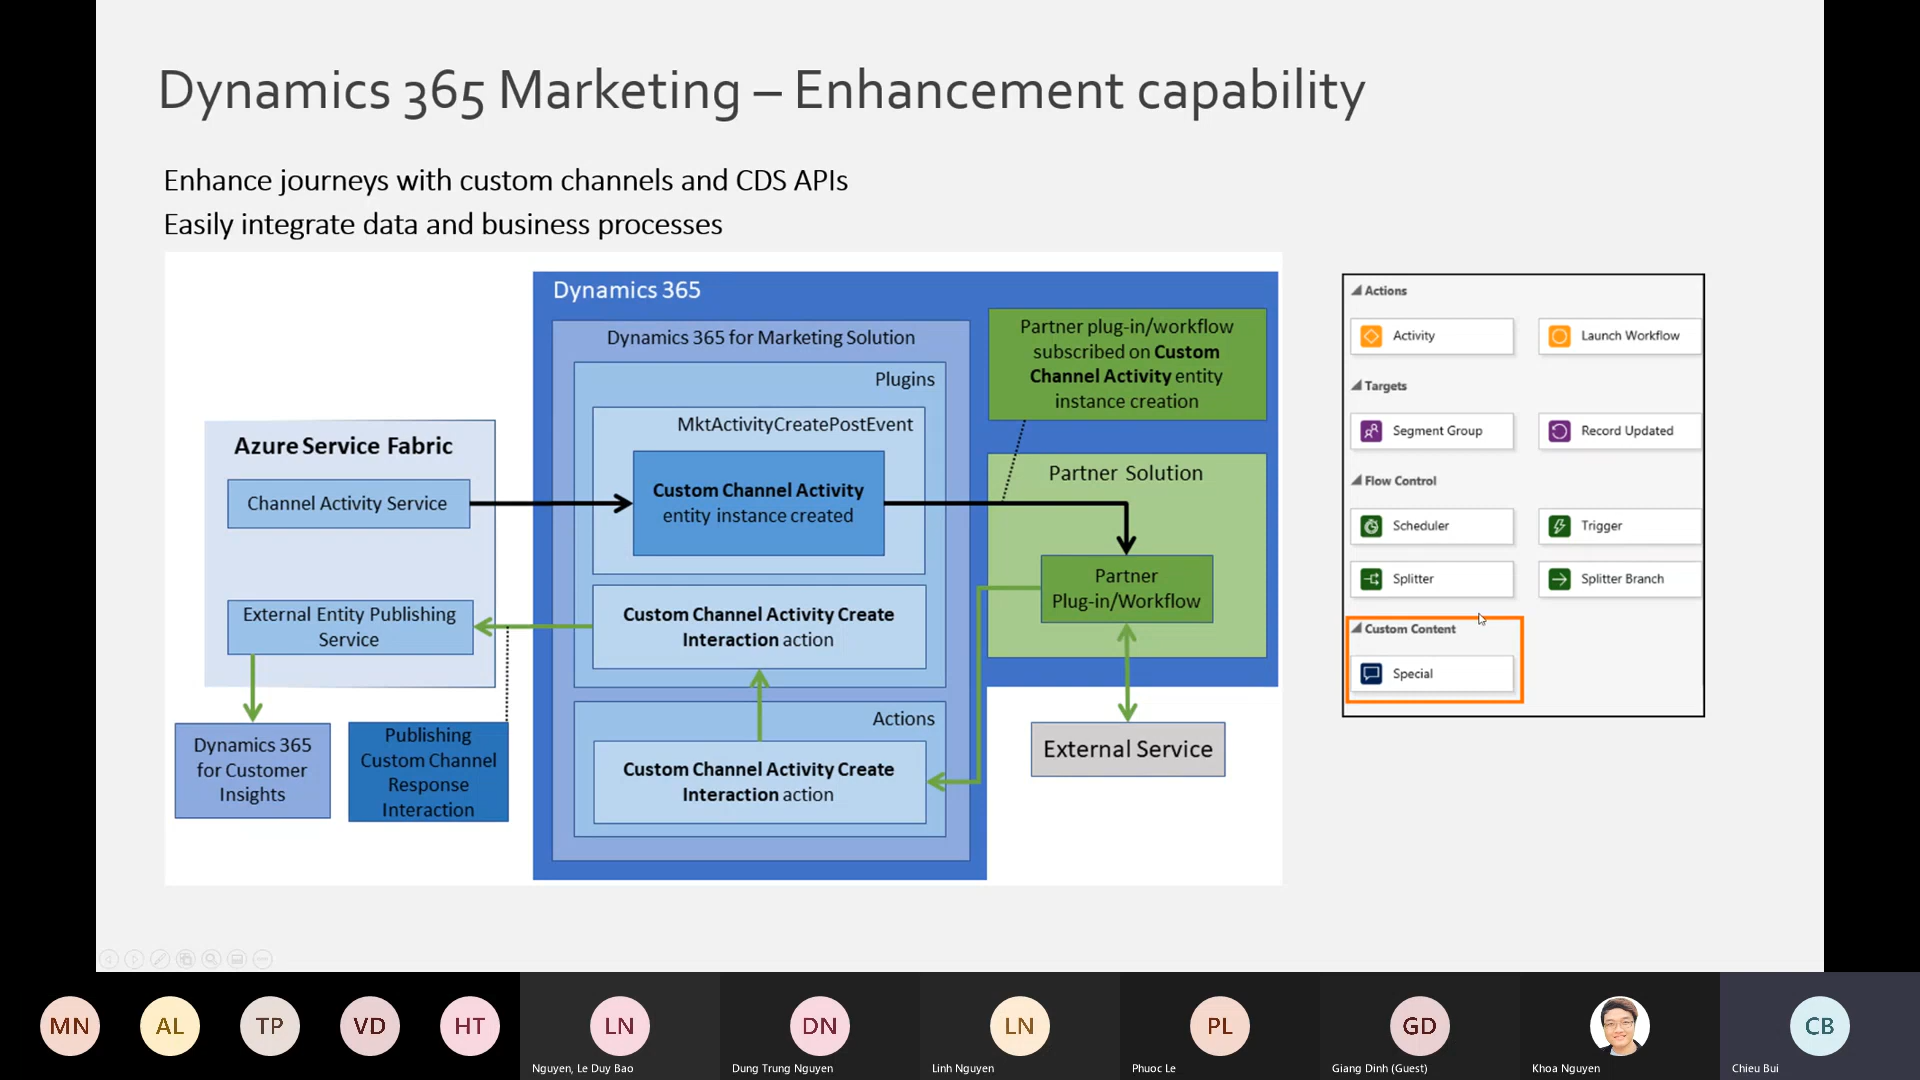 Dynamics 365 Marketing – Enhancement capability
Enhance journeys with custom channels and CDS APIs
Easily integrate data and business processes
Dynamics 365
Dynamics 365 for Marketing Solution
Plugins
MktActivityCreatePostEvent
Custom Channel Activity
entity instance created
Custom Channel Activity Create
Interaction action
Actions
Custom Channel Activity Create
Interaction action
Azure Service Fabric
Channel Activity Service
External Entity Publishing
Service
Dynamics 365
for Customer
Insights
Publishing
Custom Channel
Response
Interaction
Partner plug-in/workflow
subscribed on Custom
Channel Activity entity
instance creation
Partner Solution
Partner
Plug-in/Workflow
External Service
Actions
Activity
Launch Workflow
Targets
Segment Group
Record Updated
Flow Control
Scheduler
Trigger
Splitter
Splitter Branch
Custom Content
Special
MN
AL
TP
VD
HT
LN
Nguyen, Le Duy Bao
DN
Dung Trung Nguyen
LN
Linh Nguyen
PL
Phuoc Le
GD
Giang Dinh (Guest)
Khoa Nguyen
CB
Chieu Bui